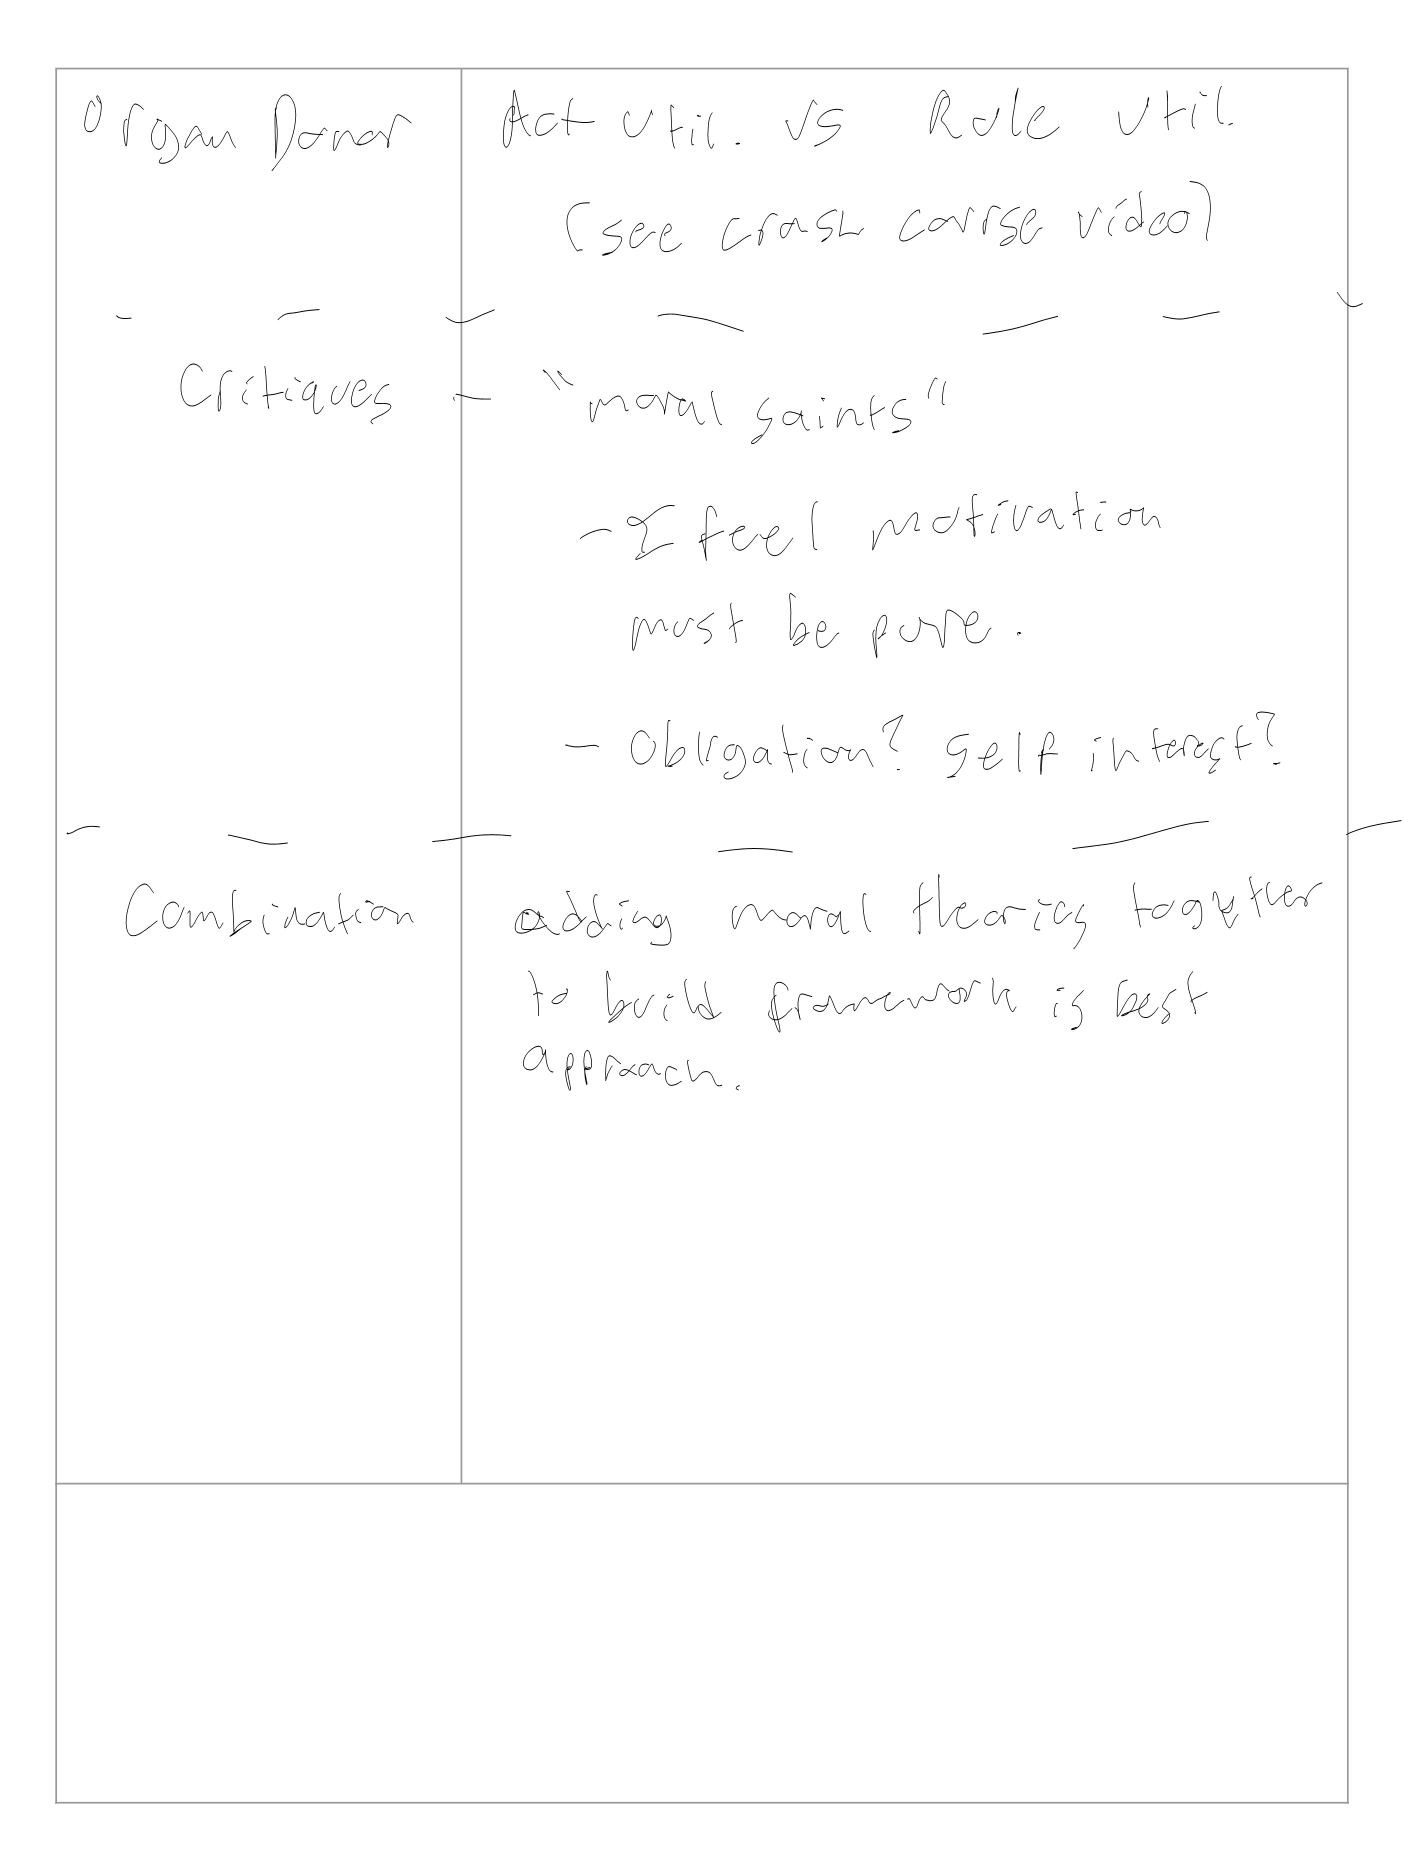 Organ Donor
Act Util. vs Rule Util.
(see crash course video)
Critiques - "moral saints"
- I feel motivation
must be pure.
- Obligation? Self interest?
Combination
adding moral theories together
to build framework is best
approach.